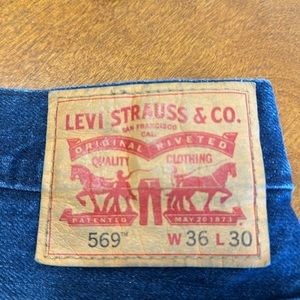 LEVI STRAUSS & CO.
SAN FRANCISCO
CAL.
ORIGINAL RIVETED
QUALITY CLOTHING
PATENTED MAY 20 1873
569™ W 36 L 30